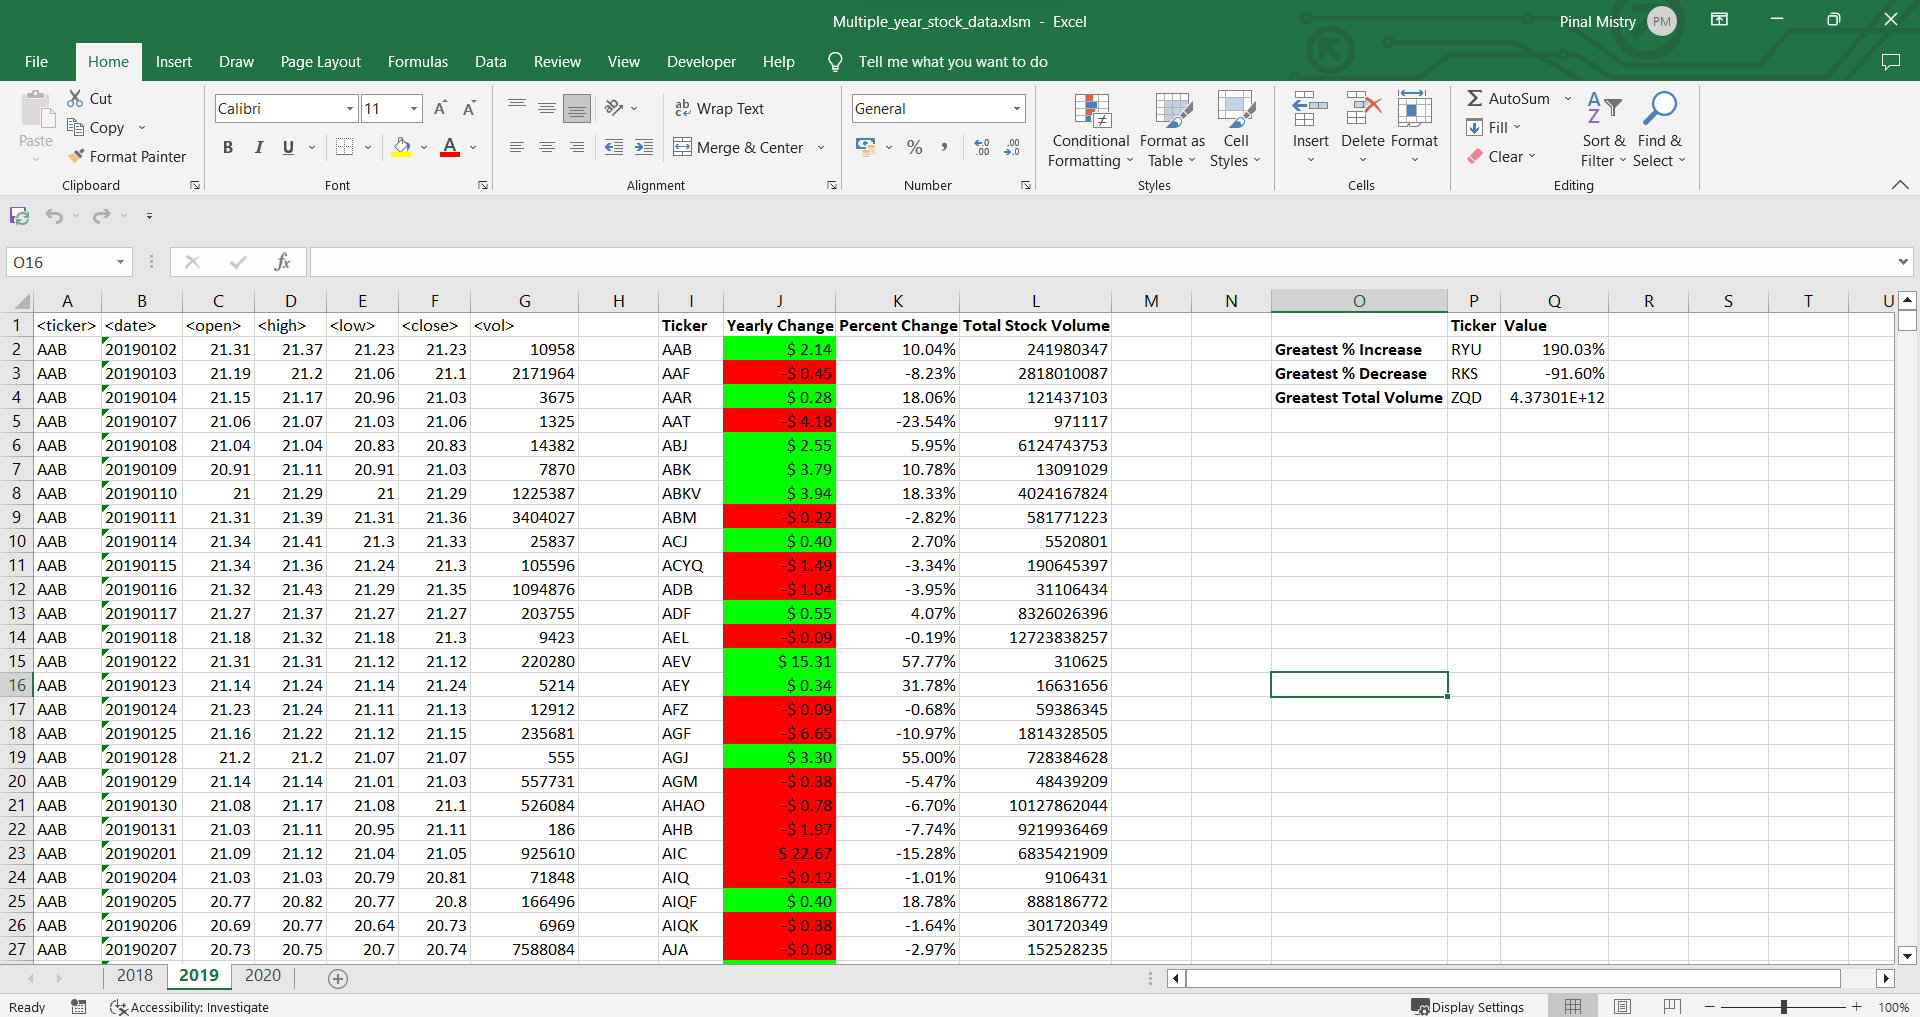 Multiple_year_stock_data.xlsm - Excel
Pinal Mistry PM
File Home Insert Draw Page Layout Formulas Data Review View Developer Help Tell me what you want to do
Paste
Cut
Copy
Format Painter
Clipboard
Calibri 11
B I U
Font
Wrap Text
Merge & Center
Alignment
General
Number
Conditional Formatting
Format as Table
Cell Styles
Styles
Insert Delete Format
Cells
AutoSum
Fill
Clear
Sort & Filter
Find & Select
Editing
O16
fx
A B C D E F G H I J K L M N O P Q R S T U
1 <ticker> <date> <open> <high> <low> <close> <vol> Ticker Yearly Change Percent Change Total Stock Volume Ticker Value
2 AAB 20190102 21.31 21.37 21.23 21.23 10958 AAB $ 2.14 10.04% 241980347 Greatest % Increase RYU 190.03%
3 AAB 20190103 21.19 21.2 21.06 21.1 2171964 AAF -$ 0.45 -8.23% 2818010087 Greatest % Decrease RKS -91.60%
4 AAB 20190104 21.15 21.17 20.96 21.03 3675 AAR $ 0.28 18.06% 121437103 Greatest Total Volume ZQD 4.37301E+12
5 AAB 20190107 21.06 21.07 21.03 21.06 1325 AAT -$ 4.18 -23.54% 971117
6 AAB 20190108 21.04 21.04 20.83 20.83 14382 ABJ $ 2.55 5.95% 6124743753
7 AAB 20190109 20.91 21.11 20.91 21.03 7870 ABK $ 3.79 10.78% 13091029
8 AAB 20190110 21 21.29 21 21.29 1225387 ABKV $ 3.94 18.33% 4024167824
9 AAB 20190111 21.31 21.39 21.31 21.36 3404027 ABM -$ 0.22 -2.82% 581771223
10 AAB 20190114 21.34 21.41 21.3 21.33 25837 ACJ $ 0.40 2.70% 5520801
11 AAB 20190115 21.34 21.36 21.24 21.3 105596 ACYQ -$ 1.49 -3.34% 190645397
12 AAB 20190116 21.32 21.43 21.29 21.35 1094876 ADB -$ 1.04 -3.95% 31106434
13 AAB 20190117 21.27 21.37 21.27 21.27 203755 ADF $ 0.55 4.07% 8326026396
14 AAB 20190118 21.18 21.32 21.18 21.3 9423 AEL -$ 0.09 -0.19% 12723838257
15 AAB 20190122 21.31 21.31 21.12 21.12 220280 AEV $ 15.31 57.77% 310625
16 AAB 20190123 21.14 21.24 21.14 21.24 5214 AEY $ 0.34 31.78% 16631656
17 AAB 20190124 21.23 21.24 21.11 21.13 12912 AFZ -$ 0.09 -0.68% 59386345
18 AAB 20190125 21.16 21.22 21.12 21.15 235681 AGF -$ 6.65 -10.97% 1814328505
19 AAB 20190128 21.2 21.2 21.07 21.07 555 AGJ $ 3.30 55.00% 728384628
20 AAB 20190129 21.14 21.14 21.01 21.03 557731 AGM -$ 0.38 -5.47% 48439209
21 AAB 20190130 21.08 21.17 21.08 21.1 526084 AHAO -$ 0.78 -6.70% 10127862044
22 AAB 20190131 21.03 21.11 20.95 21.11 186 AHB -$ 1.97 -7.74% 9219936469
23 AAB 20190201 21.09 21.12 21.04 21.05 925610 AIC -$ 22.67 -15.28% 6835421909
24 AAB 20190204 21.03 21.03 20.79 20.81 71848 AIQ -$ 0.12 -1.01% 9106431
25 AAB 20190205 20.77 20.82 20.77 20.8 166496 AIQF $ 0.40 18.78% 888186772
26 AAB 20190206 20.69 20.77 20.64 20.73 6969 AIQK -$ 0.38 -1.64% 301720349
27 AAB 20190207 20.73 20.75 20.7 20.74 7588084 AJA -$ 0.08 -2.97% 152528235
2018 2019 2020
Ready Accessibility: Investigate Display Settings 100%